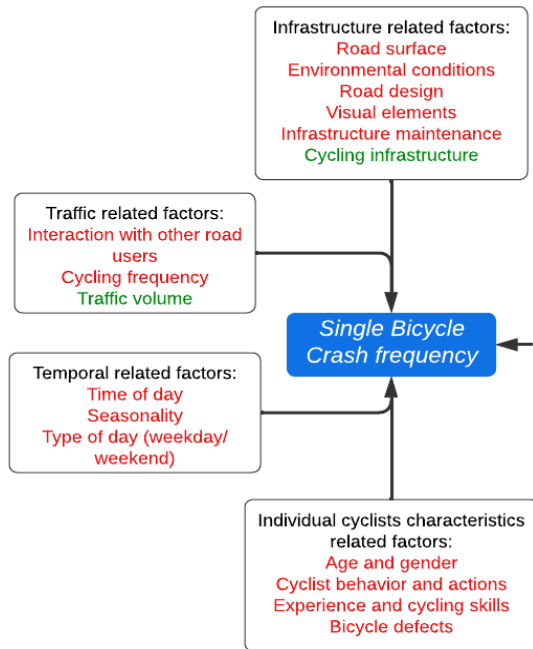 Infrastructure related factors:
Road surface
Environmental conditions
Road design
Visual elements
Infrastructure maintenance
Cycling infrastructure
Traffic related factors:
Interaction with other road
users
Cycling frequency
Traffic volume
Single Bicycle
Crash frequency
Temporal related factors:
Time of day
Seasonality
Type of day (weekday/
weekend)
Individual cyclists characteristics
related factors:
Age and gender
Cyclist behavior and actions
Experience and cycling skills
Bicycle defects